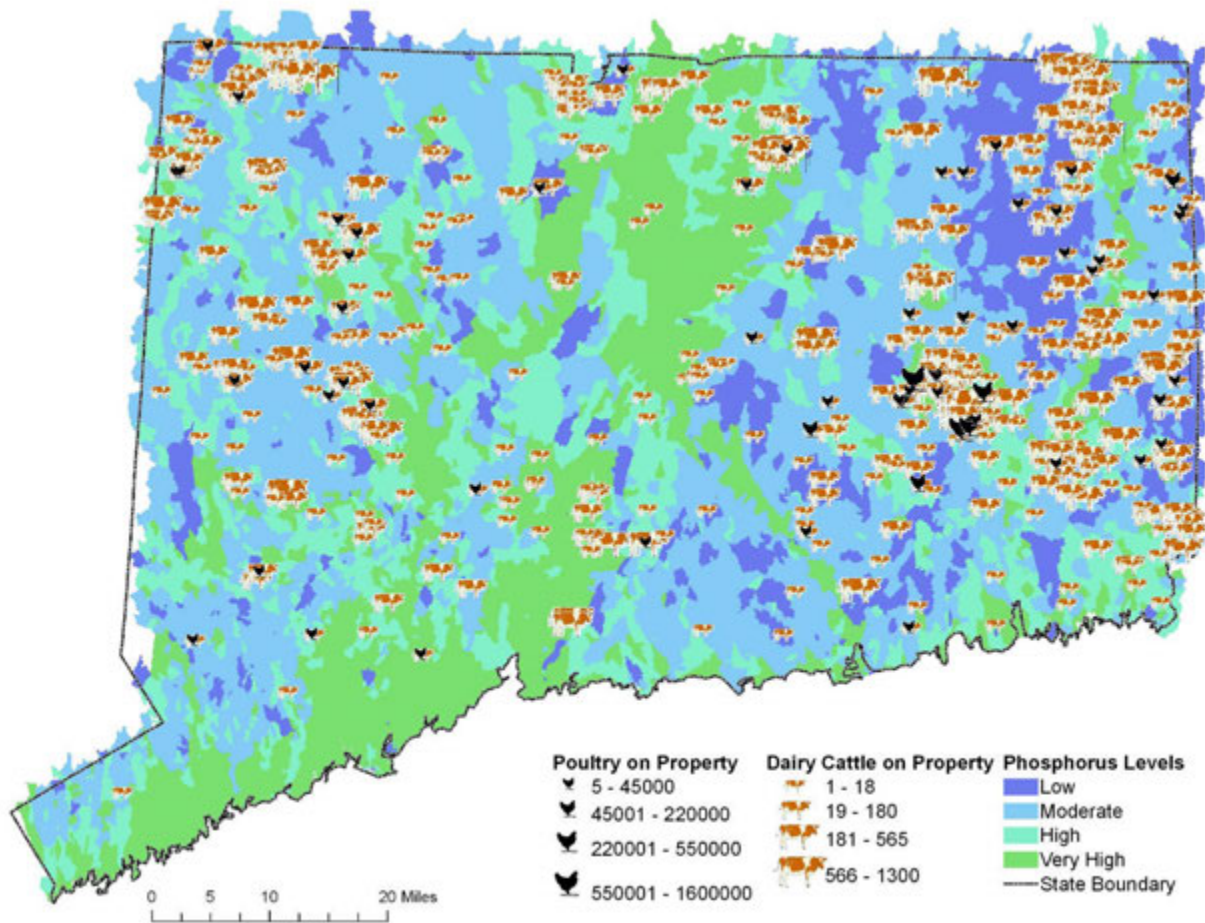 Poultry on Property
5 - 45000
45001 - 220000
220001 - 550000
550001 - 1600000
Dairy Cattle on Property
1 - 18
19 - 180
181 - 565
566 - 1300
Phosphorus Levels
Low
Moderate
High
Very High
State Boundary
0 5 10 20 Miles